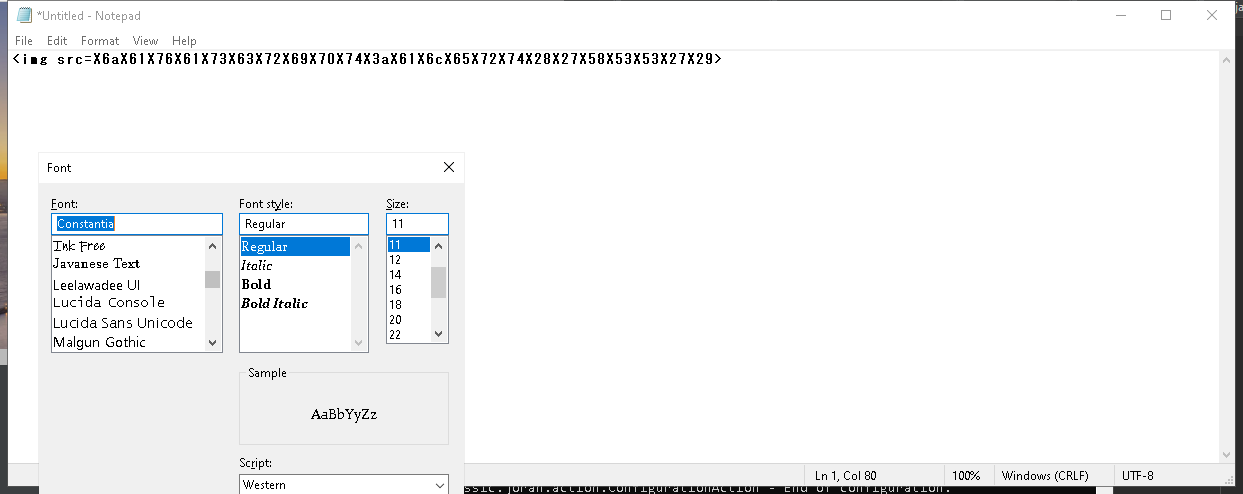 *Untitled - Notepad
File Edit Format View Help
<img src=X6aX61X76X61X73X63X72X69X70X74X3aX61X6cX65X72X74X28X27X58X53X53X27X29>
Font
Font: Font style: Size:
Constantia Regular 11
Ink Free Regular 11
Javanese Text Italic 12
Leelawadee UI Bold 14
Lucida Console Bold Italic 16
Lucida Sans Unicode 18
Malgun Gothic 20
22
Sample
AaBbYyZz
Script:
Western
Ln 1, Col 80 100% Windows (CRLF) UTF-8
ssic.joran.action.ConfigurationAction - End of configuration.